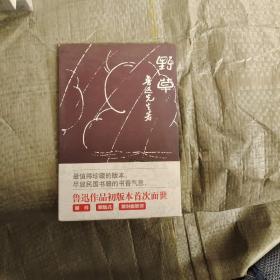 野草
鲁迅先生著
最值得珍藏的版本，
尽显民国书籍的书香气息。
鲁迅作品初版本首次面世